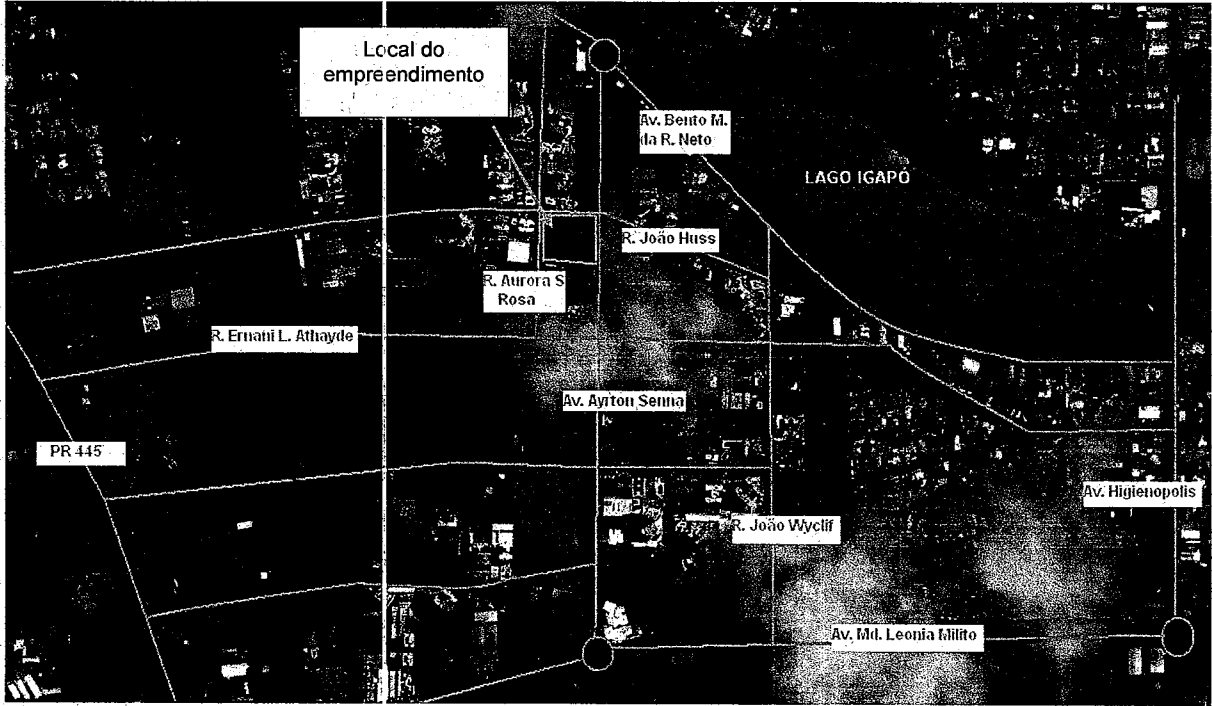 Local do
empreendimento
Av. Bento M.
da R. Neto
LAGO IGAPÓ
R. João Huss
R. Aurora S
Rosa
R. Ernani L. Athayde
Av. Ayrton Senna
PR 445
Av. Higienopolis
R. João Wyclif
Av. Md. Leonia Milito